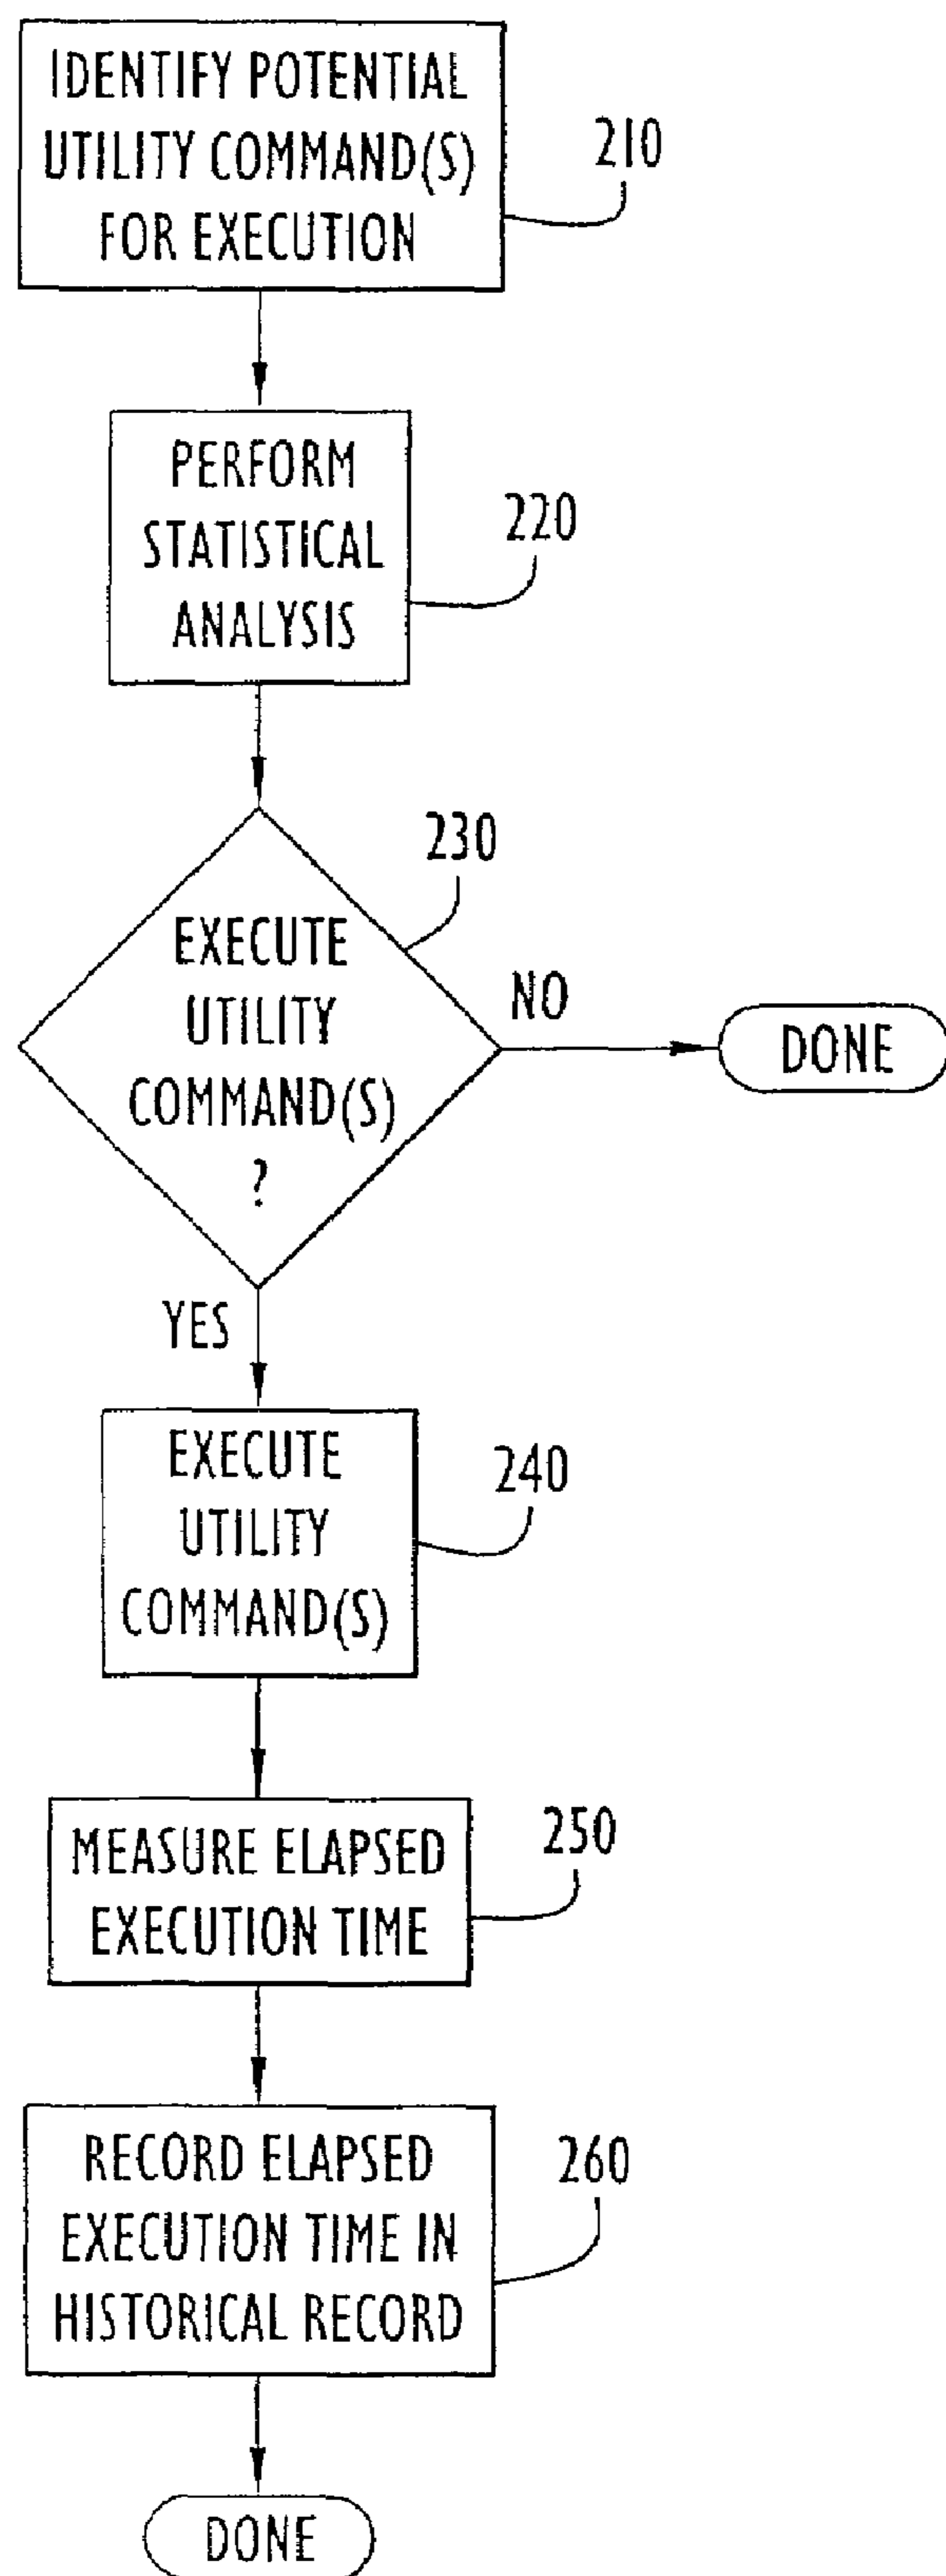 IDENTIFY POTENTIAL
UTILITY COMMAND(S)
FOR EXECUTION
210
PERFORM
STATISTICAL
ANALYSIS
220
230
EXECUTE
UTILITY
COMMAND(S)
?
NO
DONE
YES
EXECUTE
UTILITY
COMMAND(S)
240
MEASURE ELAPSED
EXECUTION TIME
250
RECORD ELAPSED
EXECUTION TIME IN
HISTORICAL RECORD
260
DONE